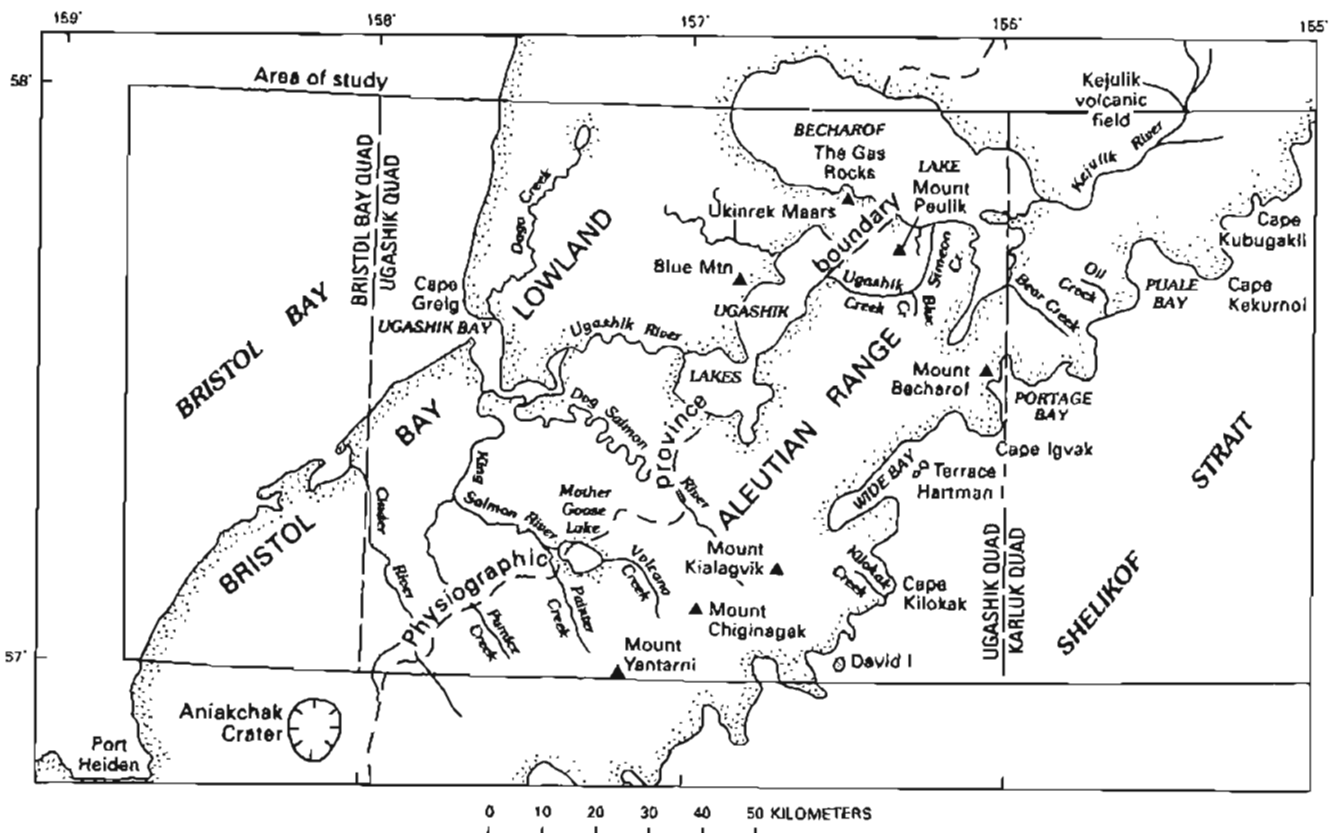 159°
158°
157°
156°
155°
58°
57°
Area of study
BRISTOL BAY QUAD
UGASHIK QUAD
BRISTOL BAY
Cape
Greig
UGASHIK BAY
Dago Creek
BRISTOL BAY LOWLAND
BECHAROF
LAKE
The Gas
Rocks
Mount
Peulik
Ukinrek Maars
Blue Mtn
UGASHIK
LAKES
Ugashik River
Ugashik
Creek
Blue Cr
Simeon Cr.
Kejulik
volcanic
field
Kejulik River
Cape
Kubugakli
Cape
Kekurnoi
PUALE
BAY
Oil
Creek
Bear Creek
Mount
Becharof
PORTAGE
BAY
Cape Igvak
WIDE BAY
Terrace I
Hartman I
ALEUTIAN RANGE
Physiographic province boundary
Dog Salmon River
King Salmon River
Mother
Goose
Lake
Volcano
Creek
Painter
Creek
Pumice
Creek
Cinder River
Mount
Kialagvik
Mount
Chiginagak
Mount
Yantarni
Kilokak
Creek
Cape
Kilokak
David I
UGASHIK QUAD
KARLUK QUAD
SHELIKOF STRAIT
Aniakchak
Crater
Port
Heiden
0 10 20 30 40 50 KILOMETERS